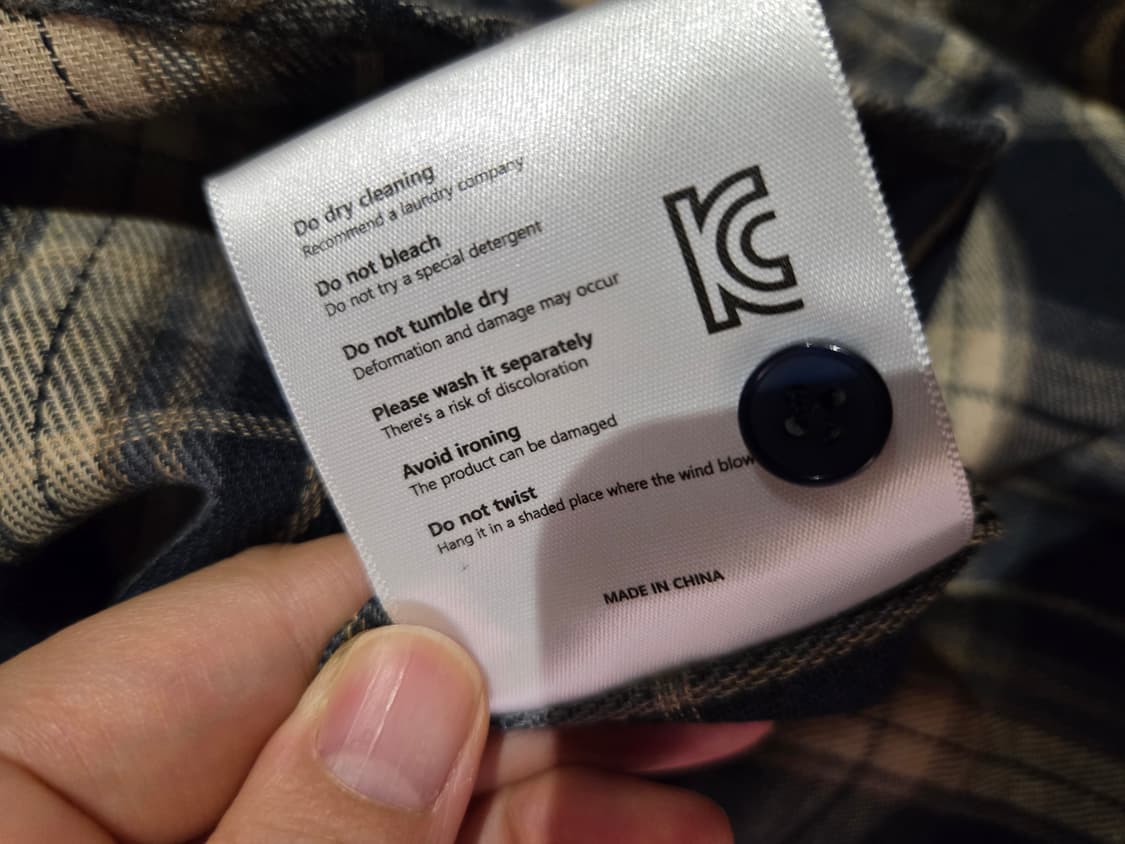 Do dry cleaning
Recommend a laundry company
Do not bleach
Do not try a special detergent
Do not tumble dry
Deformation and damage may occur
Please wash it separately
There's a risk of discoloration
Avoid ironing
The product can be damaged
Do not twist
Hang it in a shaded place where the wind blow
MADE IN CHINA
KC